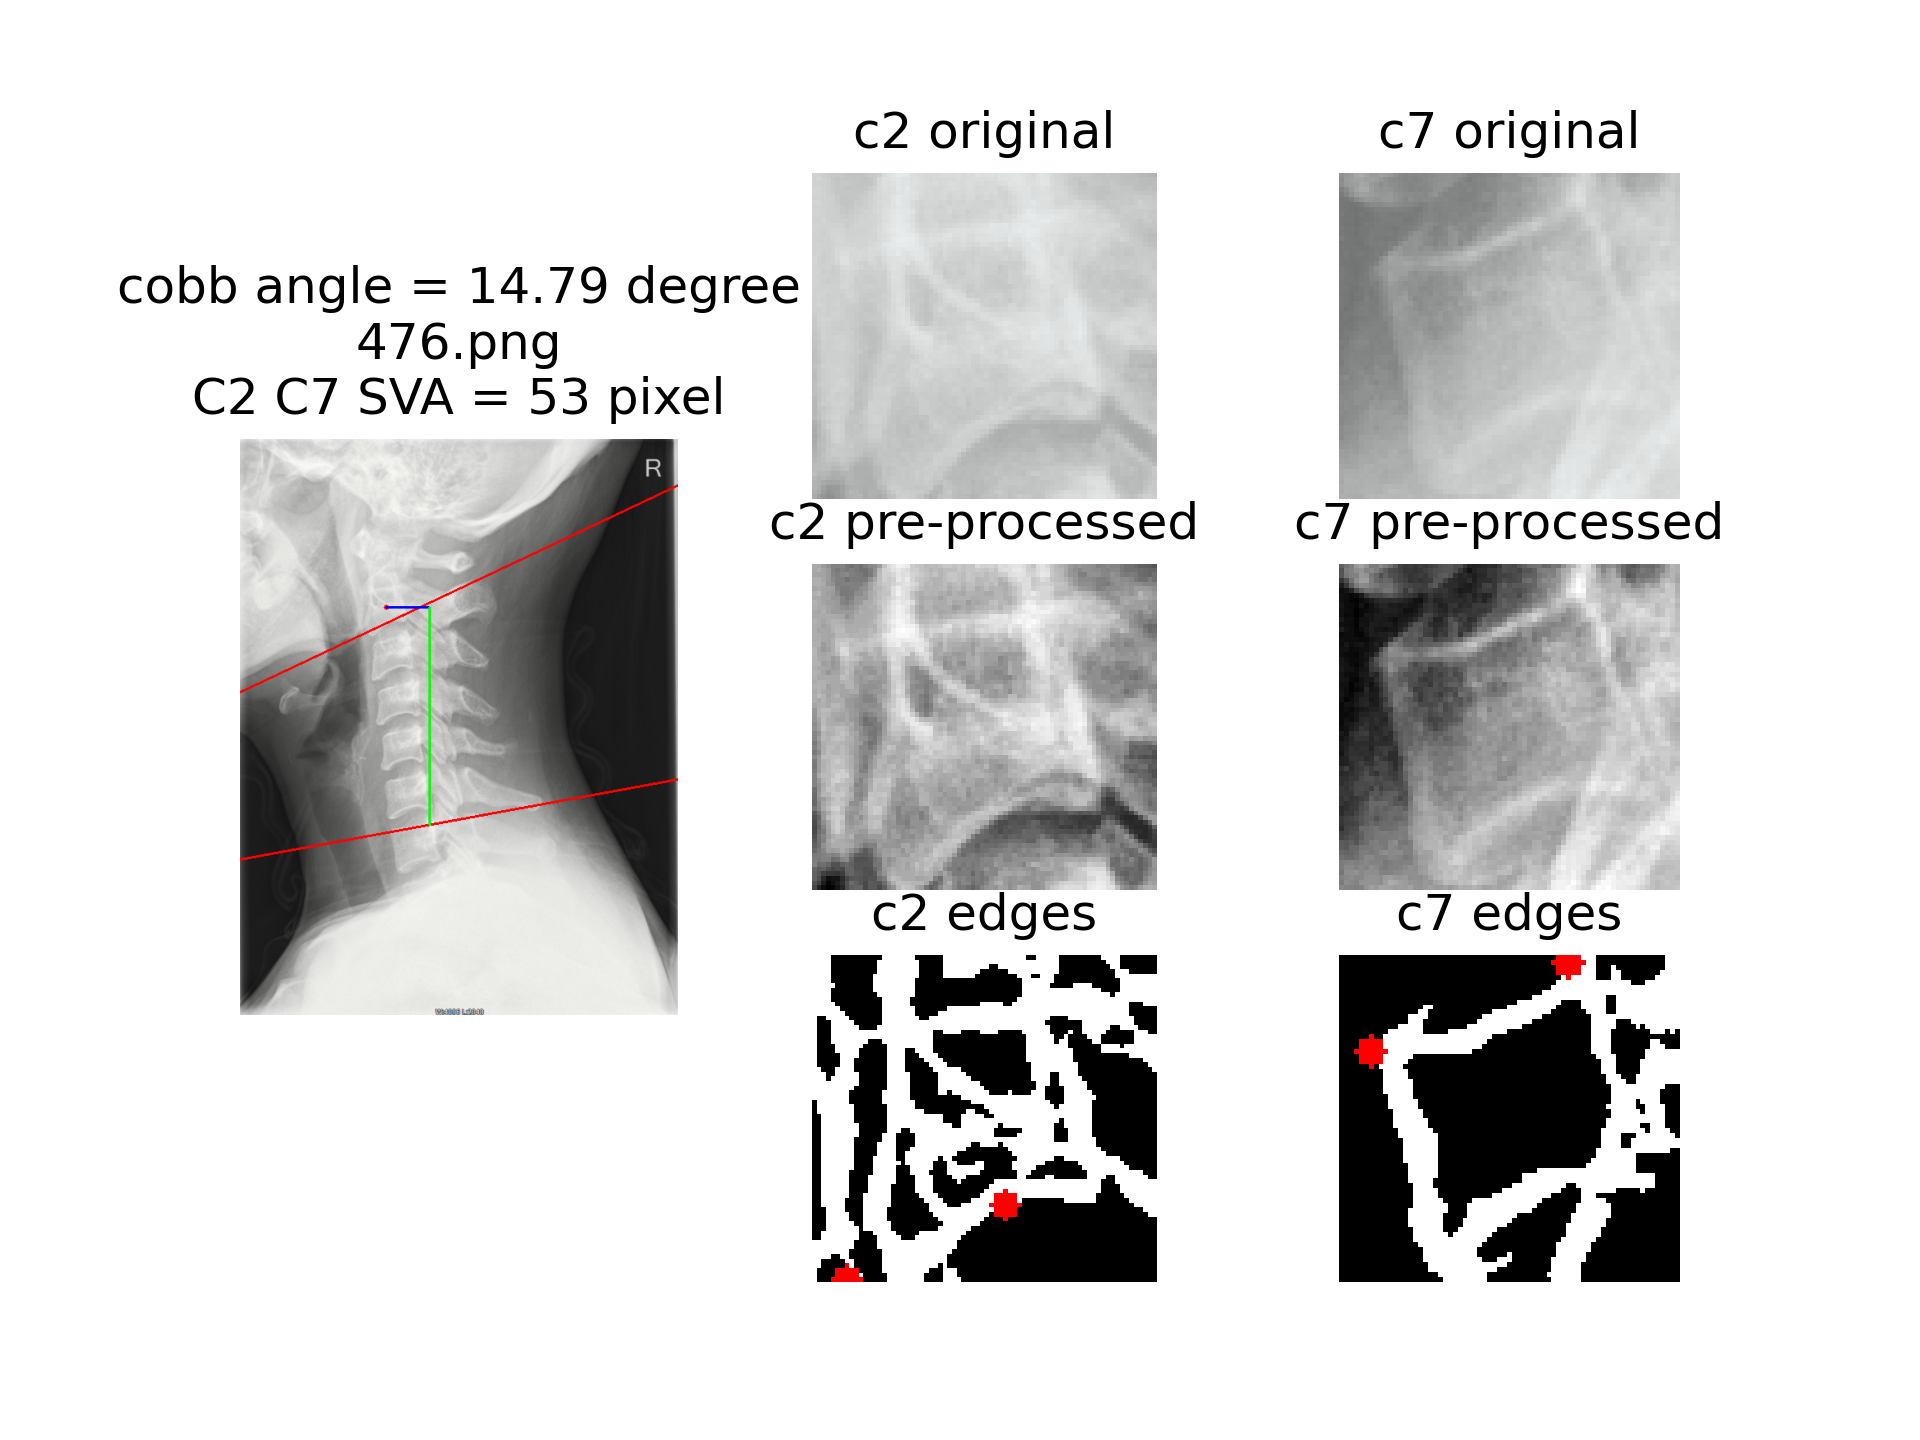 cobb angle = 14.79 degree
476.png
C2 C7 SVA = 53 pixel
R
c2 original
c7 original
c2 pre-processed
c7 pre-processed
c2 edges
c7 edges